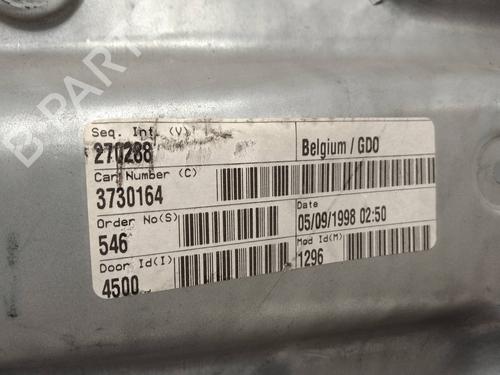 B-PARTS
Seq. Int. (V)
270288
Belgium / GDO
Car Number (C)
3730164
Order No(S)
546
Date
05/09/1998 02:50
Door Id(I)
4500
Mod Id(M)
1296